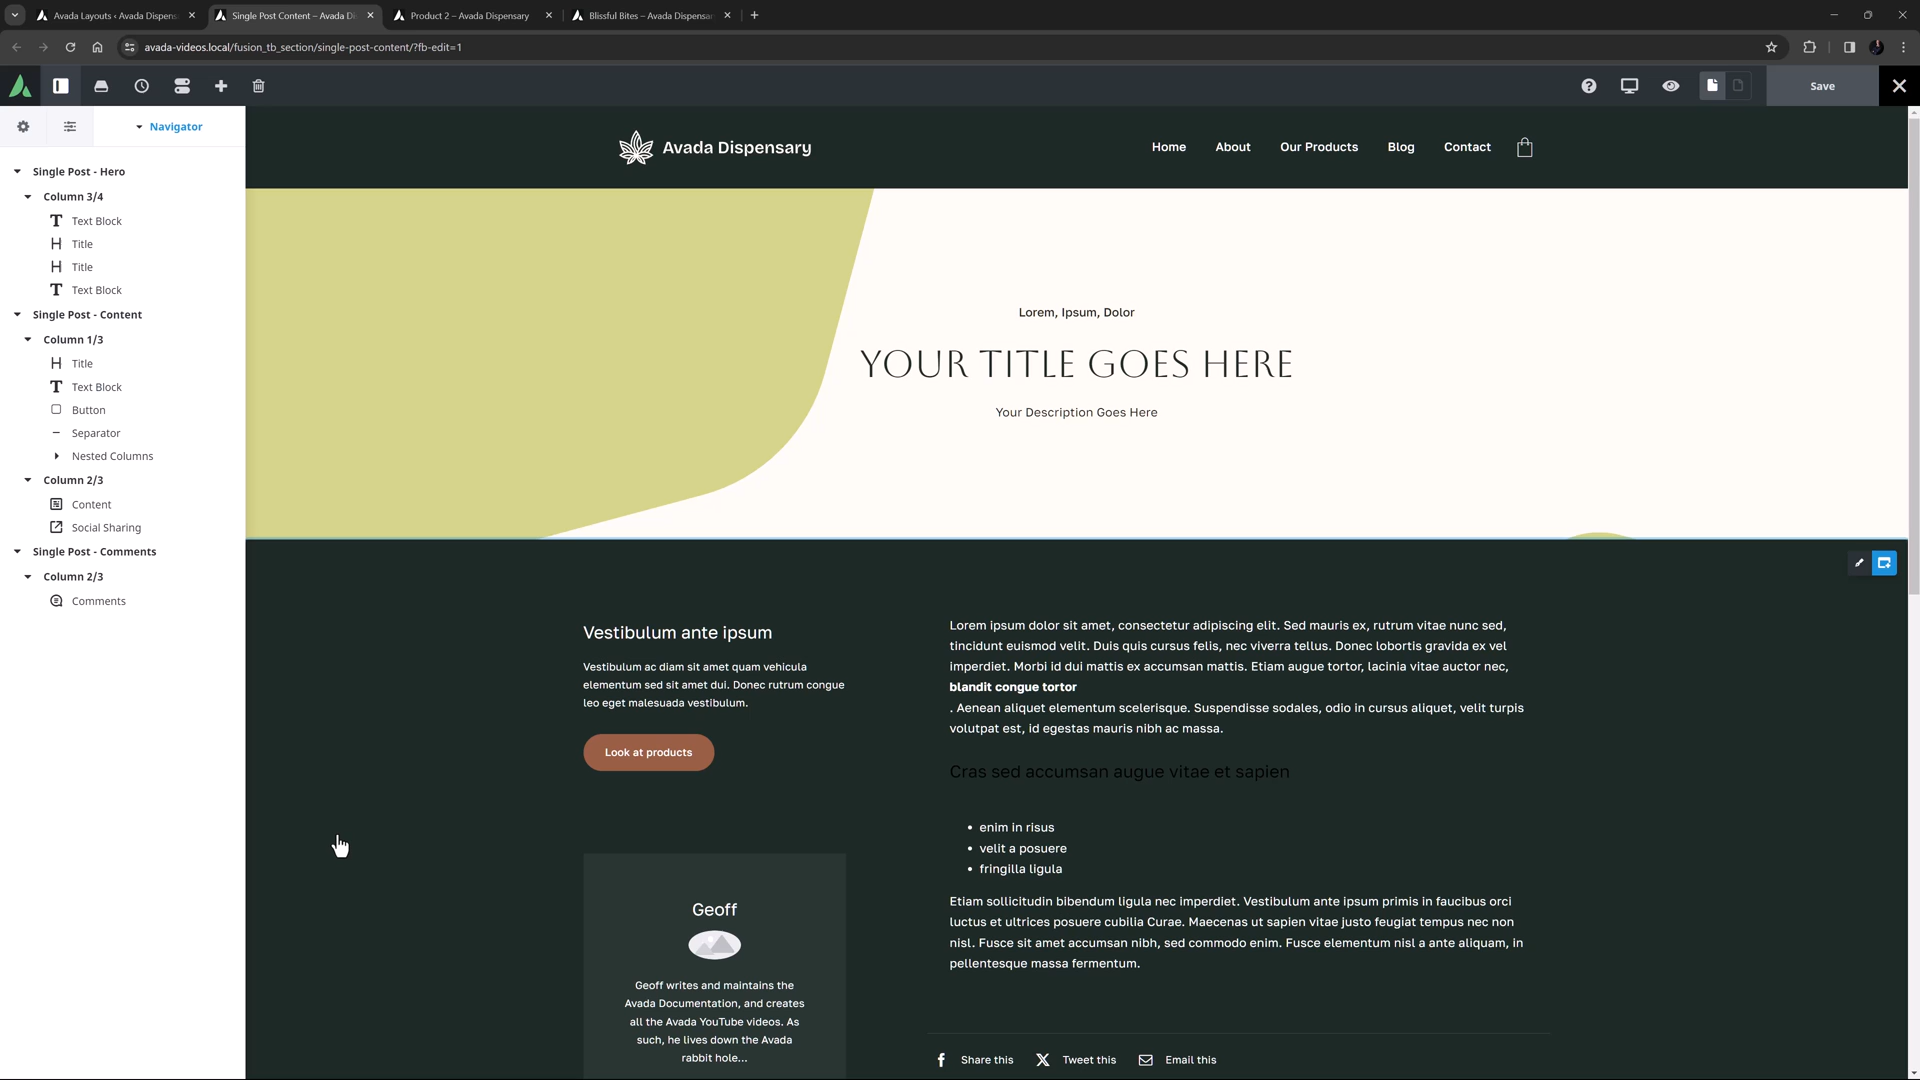 Avada Layouts ‹ Avada Dispens
Single Post Content – Avada Di
Product 2 – Avada Dispensary
Blissful Bites – Avada Dispensar
avada-videos.local/fusion_tb_section/single-post-content/?fb-edit=1
Save
Navigator
Single Post - Hero
Column 3/4
Text Block
Title
Title
Text Block
Single Post - Content
Column 1/3
Title
Text Block
Button
Separator
Nested Columns
Column 2/3
Content
Social Sharing
Single Post - Comments
Column 2/3
Comments
Avada Dispensary
Home
About
Our Products
Blog
Contact
Lorem, Ipsum, Dolor
YOUR TITLE GOES HERE
Your Description Goes Here
Vestibulum ante ipsum
Vestibulum ac diam sit amet quam vehicula
elementum sed sit amet dui. Donec rutrum congue
leo eget malesuada vestibulum.
Look at products
Geoff
Geoff writes and maintains the
Avada Documentation, and creates
all the Avada YouTube videos. As
such, he lives down the Avada
rabbit hole...
Lorem ipsum dolor sit amet, consectetur adipiscing elit. Sed mauris ex, rutrum vitae nunc sed,
tincidunt euismod velit. Duis quis cursus felis, nec viverra tellus. Donec lobortis gravida ex vel
imperdiet. Morbi id dui mattis ex accumsan mattis. Etiam augue tortor, lacinia vitae auctor nec,
blandit congue tortor
. Aenean aliquet elementum scelerisque. Suspendisse sodales, odio in cursus aliquet, velit turpis
volutpat est, id egestas mauris nibh ac massa.
Cras sed accumsan augue vitae et sapien
• enim in risus
• velit a posuere
• fringilla ligula
Etiam sollicitudin bibendum ligula nec imperdiet. Vestibulum ante ipsum primis in faucibus orci
luctus et ultrices posuere cubilia Curae. Maecenas ut sapien vitae justo feugiat tempus nec non
nisl. Fusce sit amet accumsan nibh, sed commodo enim. Fusce elementum nisl a ante aliquam, in
pellentesque massa fermentum.
Share this
Tweet this
Email this